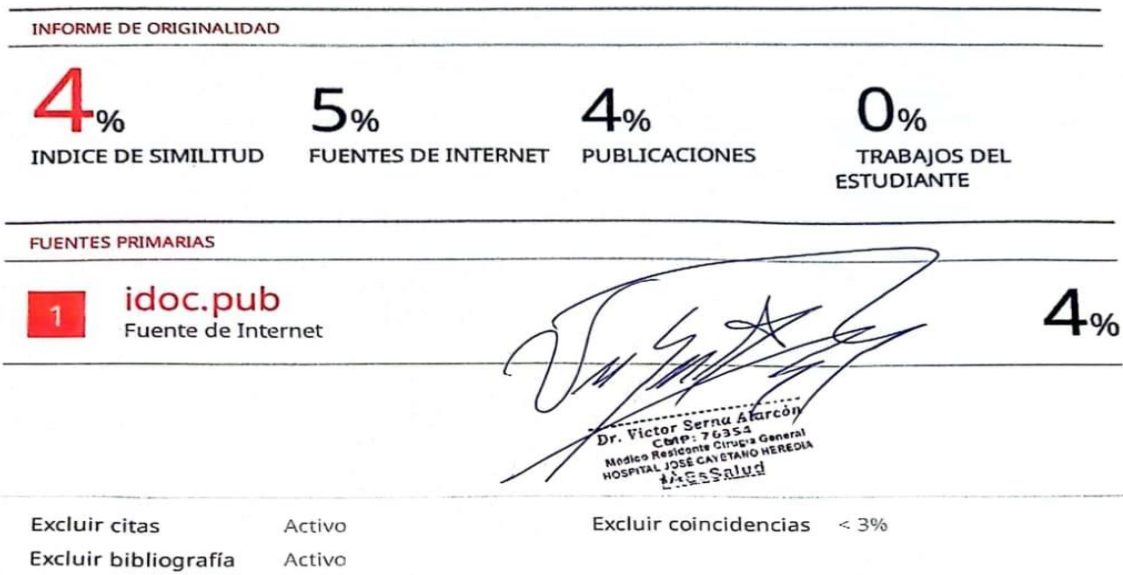 INFORME DE ORIGINALIDAD
4%
INDICE DE SIMILITUD
5%
FUENTES DE INTERNET
4%
PUBLICACIONES
0%
TRABAJOS DEL
ESTUDIANTE
FUENTES PRIMARIAS
1
idoc.pub
Fuente de Internet
4%
Dr. Victor Serna Alarcón
CMP: 76354
Médico Residente Cirugía General
HOSPITAL JOSÉ CAYETANO HEREDIA
EsSalud
Excluir citas Activo
Excluir coincidencias < 3%
Excluir bibliografía Activo